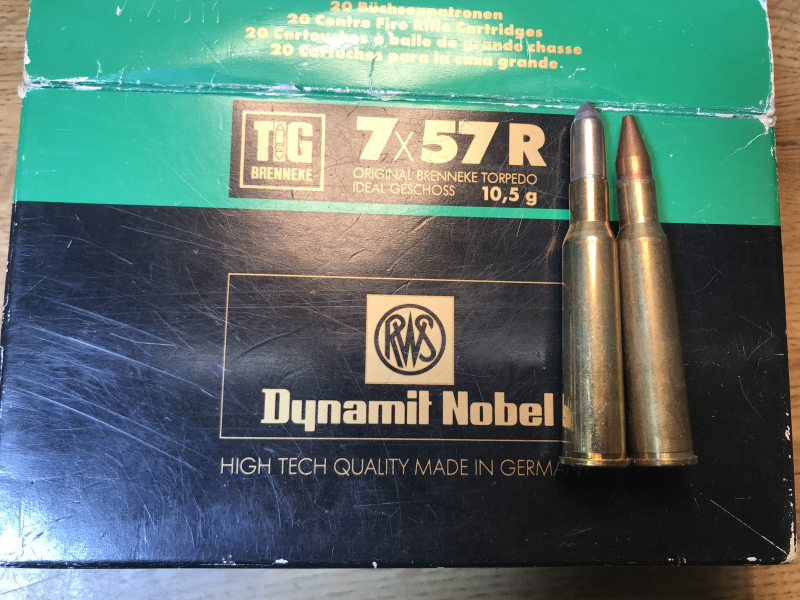 20 Büchsenpatronen
20 Centre Fire Rifle Cartridges
20 Cartouches à balle de grande chasse
20 Cartuchos para la caza grande
TIG
BRENNEKE
7x57R
ORIGINAL BRENNEKE TORPEDO
IDEAL GESCHOSS 10,5 g
RWS
Dynamit Nobel
HIGH TECH QUALITY MADE IN GERMANY